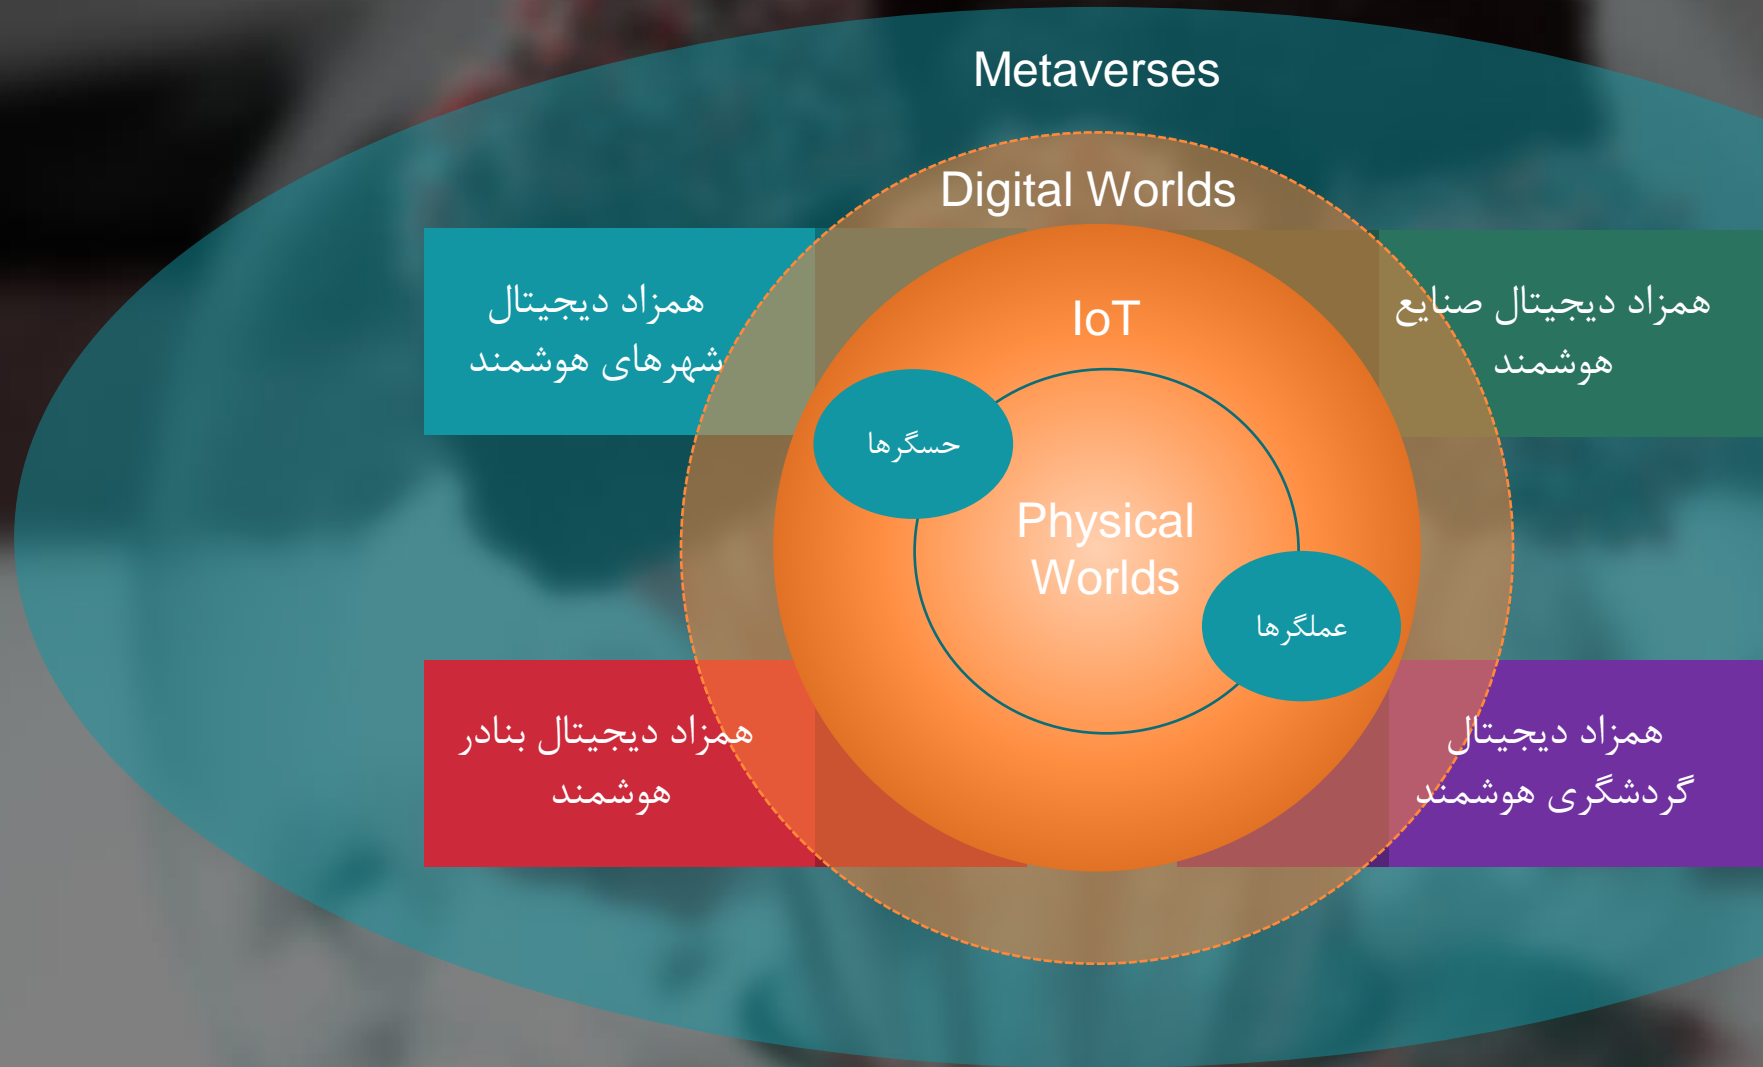 Metaverses
Digital Worlds
همزاد دیجیتال
شهرهای هوشمند
IoT
همزاد دیجیتال صنایع
هوشمند
حسگرها
Physical
Worlds
عملگرها
همزاد دیجیتال بنادر
هوشمند
همزاد دیجیتال
گردشگری هوشمند